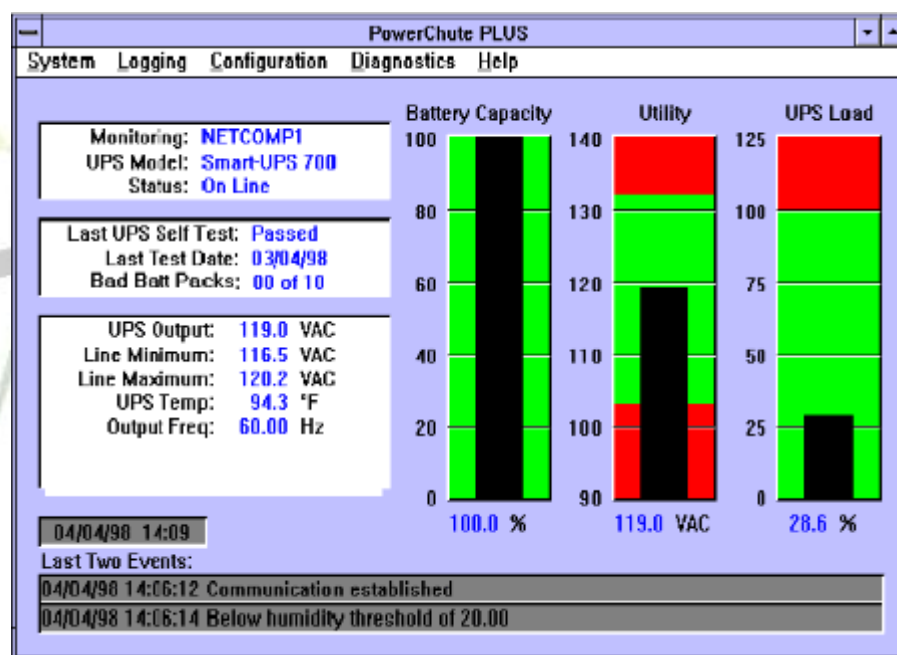 PowerChute PLUS
System Logging Configuration Diagnostics Help
Monitoring: NETCOMP1
UPS Model: Smart-UPS 700
Status: On Line
Last UPS Self Test: Passed
Last Test Date: 03/04/98
Bad Batt Packs: 00 of 10
UPS Output: 119.0 VAC
Line Minimum: 116.5 VAC
Line Maximum: 120.2 VAC
UPS Temp: 94.3 °F
Output Freq: 60.00 Hz
Battery Capacity
100
80
60
40
20
0
100.0 %
Utility
140
130
120
110
100
90
119.0 VAC
UPS Load
125
100
75
50
25
0
28.6 %
04/04/98 14:09
Last Two Events:
04/04/98 14:06:12 Communication established
04/04/98 14:06:14 Below humidity threshold of 20.00